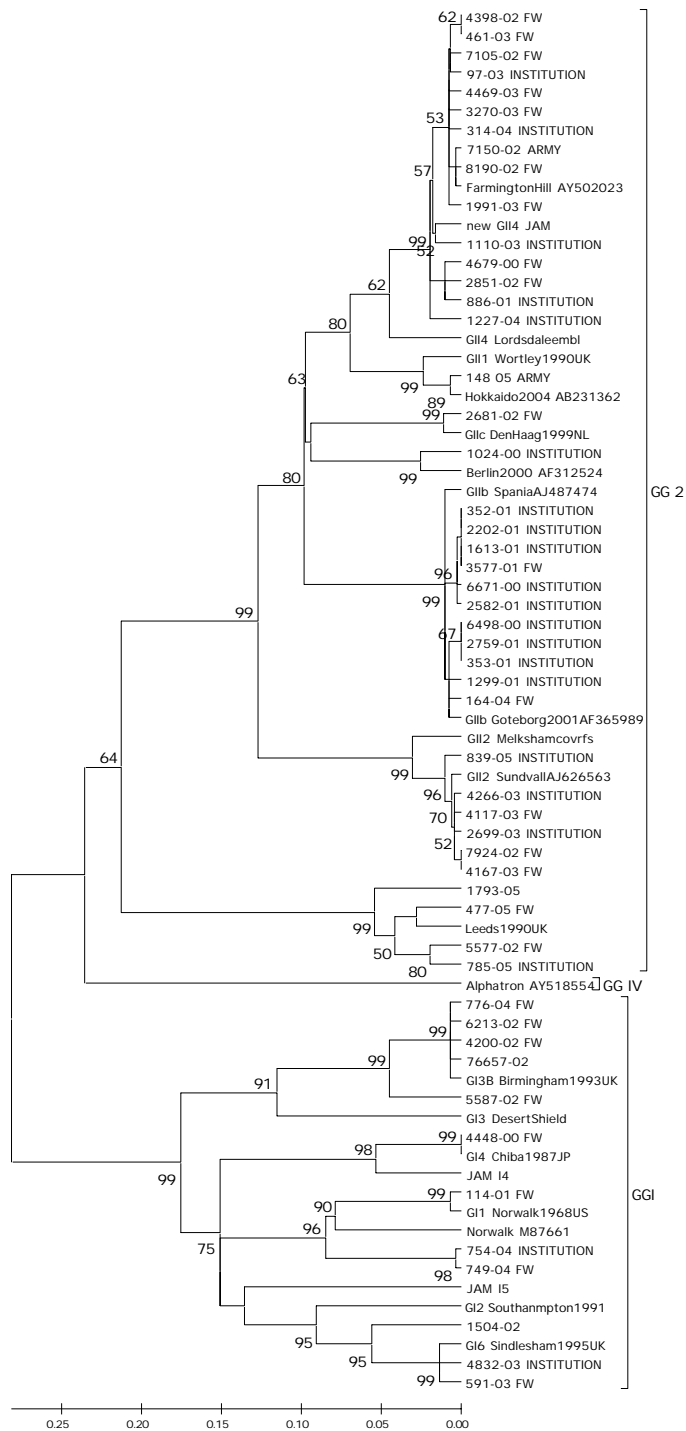 62
4398-02 FW
461-03 FW
7105-02 FW
97-03 INSTITUTION
4469-03 FW
3270-03 FW
53
314-04 INSTITUTION
7150-02 ARMY
57
8190-02 FW
FarmingtonHill AY502023
1991-03 FW
new GII4 JAM
99
1110-03 INSTITUTION
52
4679-00 FW
62
2851-02 FW
886-01 INSTITUTION
80
1227-04 INSTITUTION
GII4 Lordsdaleembl
GII1 Wortley1990UK
63
148 05 ARMY
99
Hokkaido2004 AB231362
89
99
2681-02 FW
GIIc DenHaag1999NL
1024-00 INSTITUTION
80
99
Berlin2000 AF312524
GIIb SpaniaAJ487474
GG 2
352-01 INSTITUTION
2202-01 INSTITUTION
1613-01 INSTITUTION
96
3577-01 FW
6671-00 INSTITUTION
99
99
2582-01 INSTITUTION
6498-00 INSTITUTION
67
2759-01 INSTITUTION
353-01 INSTITUTION
1299-01 INSTITUTION
164-04 FW
GIIb Goteborg2001AF365989
GII2 Melkshamcovrfs
64
839-05 INSTITUTION
99
GII2 SundvallAJ626563
96
4266-03 INSTITUTION
70
4117-03 FW
2699-03 INSTITUTION
52
7924-02 FW
4167-03 FW
1793-05
477-05 FW
99
Leeds1990UK
50
5577-02 FW
80
785-05 INSTITUTION
Alphatron AY518554
GG IV
776-04 FW
6213-02 FW
99
4200-02 FW
99
76657-02
91
GI3B Birmingham1993UK
5587-02 FW
GI3 DesertShield
99
4448-00 FW
98
GI4 Chiba1987JP
99
JAM I4
99
114-01 FW
GGI
90
GI1 Norwalk1968US
96
Norwalk M87661
75
754-04 INSTITUTION
98
749-04 FW
JAM I5
GI2 Southanmpton1991
95
1504-02
GI6 Sindlesham1995UK
95
4832-03 INSTITUTION
99
591-03 FW
0.25 0.20 0.15 0.10 0.05 0.00